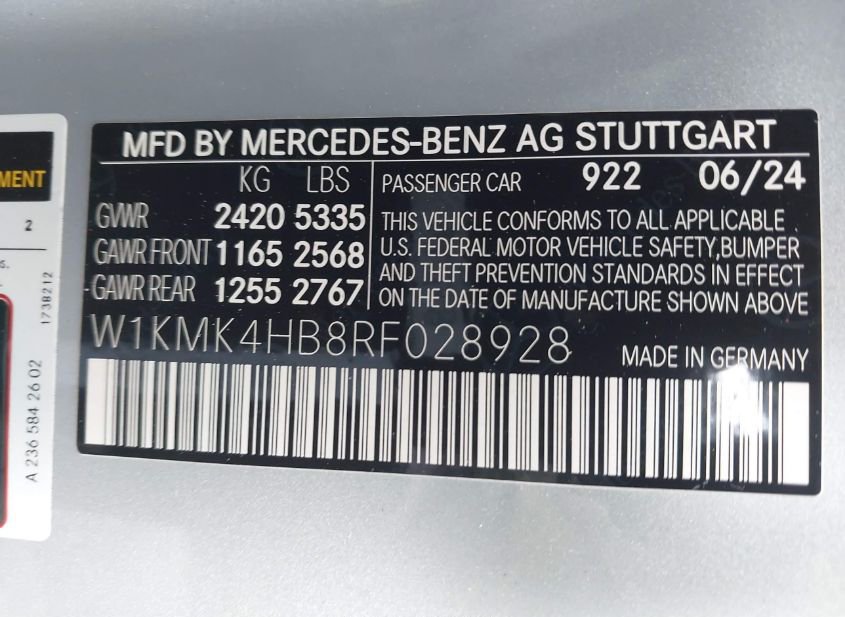 MFD BY MERCEDES-BENZ AG STUTTGART
KG LBS
GVWR 2420 5335
GAWR FRONT 1165 2568
GAWR REAR 1255 2767
PASSENGER CAR 922 06/24
THIS VEHICLE CONFORMS TO ALL APPLICABLE
U.S. FEDERAL MOTOR VEHICLE SAFETY,BUMPER
AND THEFT PREVENTION STANDARDS IN EFFECT
ON THE DATE OF MANUFACTURE SHOWN ABOVE
W1KMK4HB8RF028928
MADE IN GERMANY
2
1738212
A 236 584 26 02